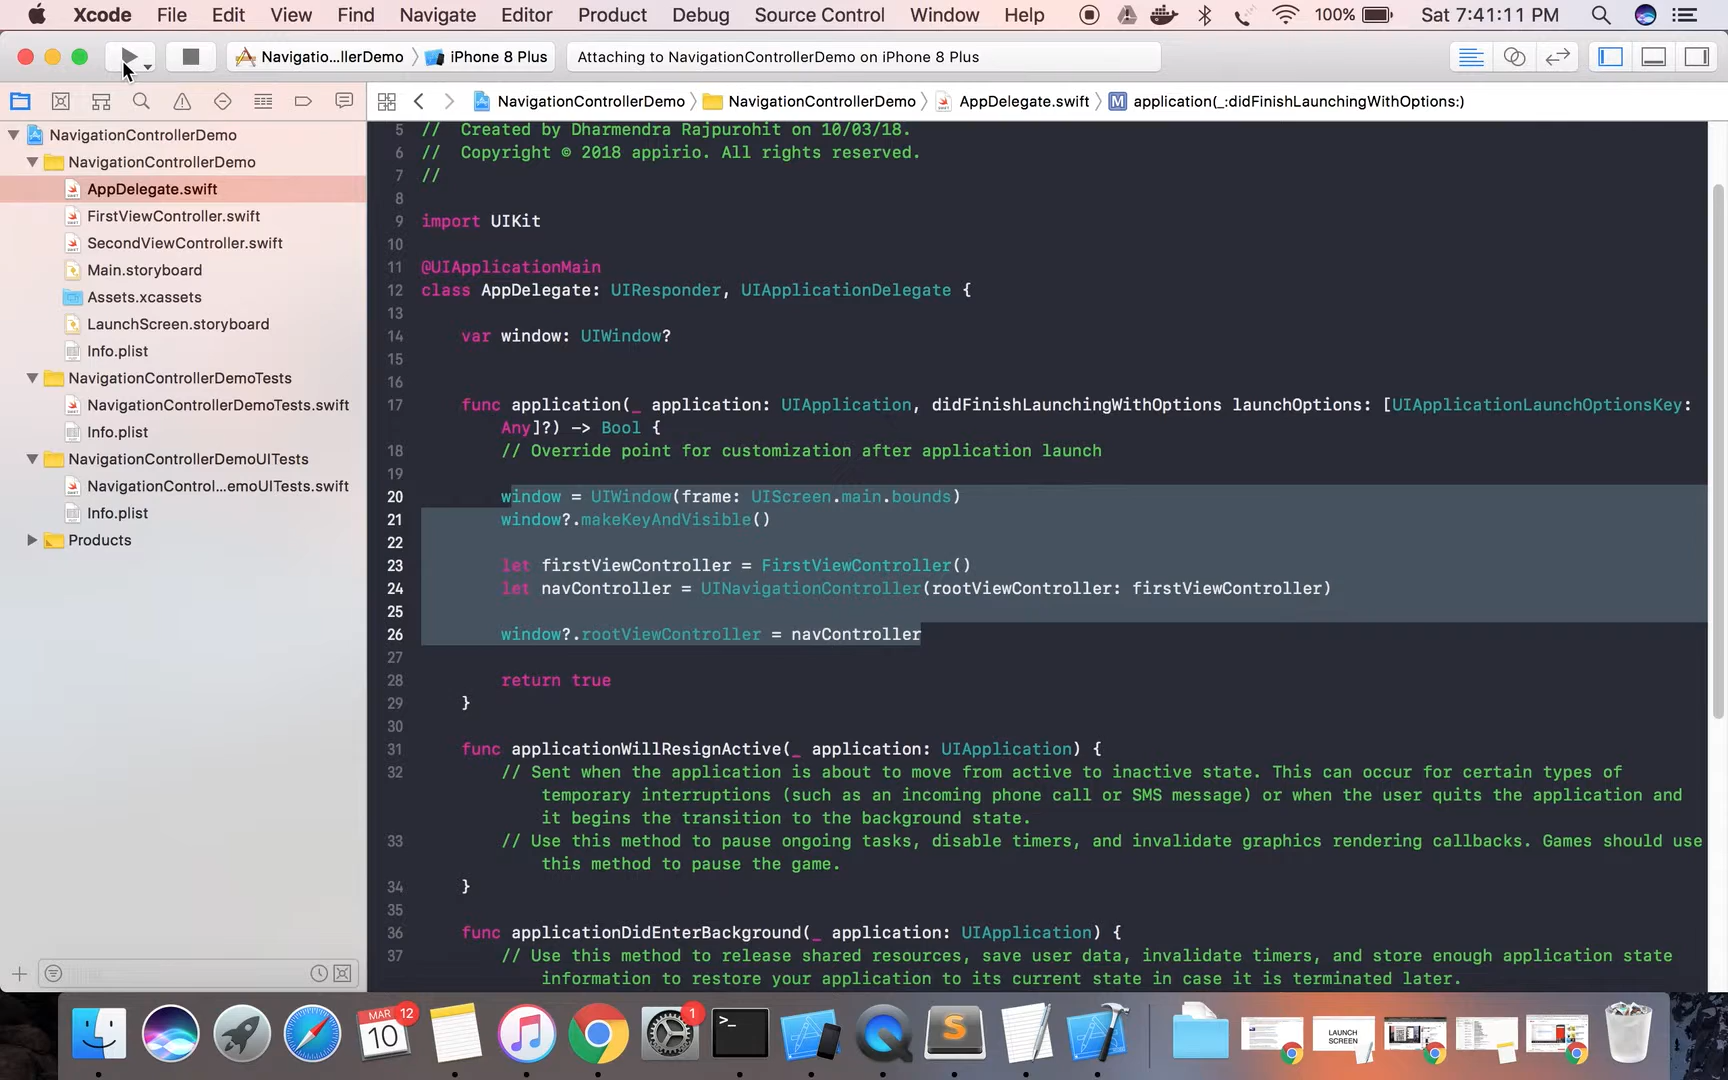 Xcode File Edit View Find Navigate Editor Product Debug Source Control Window Help 100% Sat 7:41:11 PM
Navigatio...llerDemo iPhone 8 Plus Attaching to NavigationControllerDemo on iPhone 8 Plus
NavigationControllerDemo NavigationControllerDemo AppDelegate.swift M application(_:didFinishLaunchingWithOptions:)
NavigationControllerDemo
NavigationControllerDemo
AppDelegate.swift
FirstViewController.swift
SecondViewController.swift
Main.storyboard
Assets.xcassets
LaunchScreen.storyboard
Info.plist
NavigationControllerDemoTests
NavigationControllerDemoTests.swift
Info.plist
NavigationControllerDemoUITests
NavigationControl...emoUITests.swift
Info.plist
Products
5 // Created by Dharmendra Rajpurohit on 10/03/18.
6 // Copyright © 2018 appirio. All rights reserved.
7 //
8
9 import UIKit
10
11 @UIApplicationMain
12 class AppDelegate: UIResponder, UIApplicationDelegate {
13
14 var window: UIWindow?
15
16
17 func application(_ application: UIApplication, didFinishLaunchingWithOptions launchOptions: [UIApplicationLaunchOptionsKey:
Any]?) -> Bool {
18 // Override point for customization after application launch
19
20 window = UIWindow(frame: UIScreen.main.bounds)
21 window?.makeKeyAndVisible()
22
23 let firstViewController = FirstViewController()
24 let navController = UINavigationController(rootViewController: firstViewController)
25
26 window?.rootViewController = navController
27
28 return true
29 }
30
31 func applicationWillResignActive(_ application: UIApplication) {
32 // Sent when the application is about to move from active to inactive state. This can occur for certain types of
temporary interruptions (such as an incoming phone call or SMS message) or when the user quits the application and
it begins the transition to the background state.
33 // Use this method to pause ongoing tasks, disable timers, and invalidate graphics rendering callbacks. Games should use
this method to pause the game.
34 }
35
36 func applicationDidEnterBackground(_ application: UIApplication) {
37 // Use this method to release shared resources, save user data, invalidate timers, and store enough application state
information to restore your application to its current state in case it is terminated later.
MAR
10
12
1
>_
S
LAUNCH
SCREEN